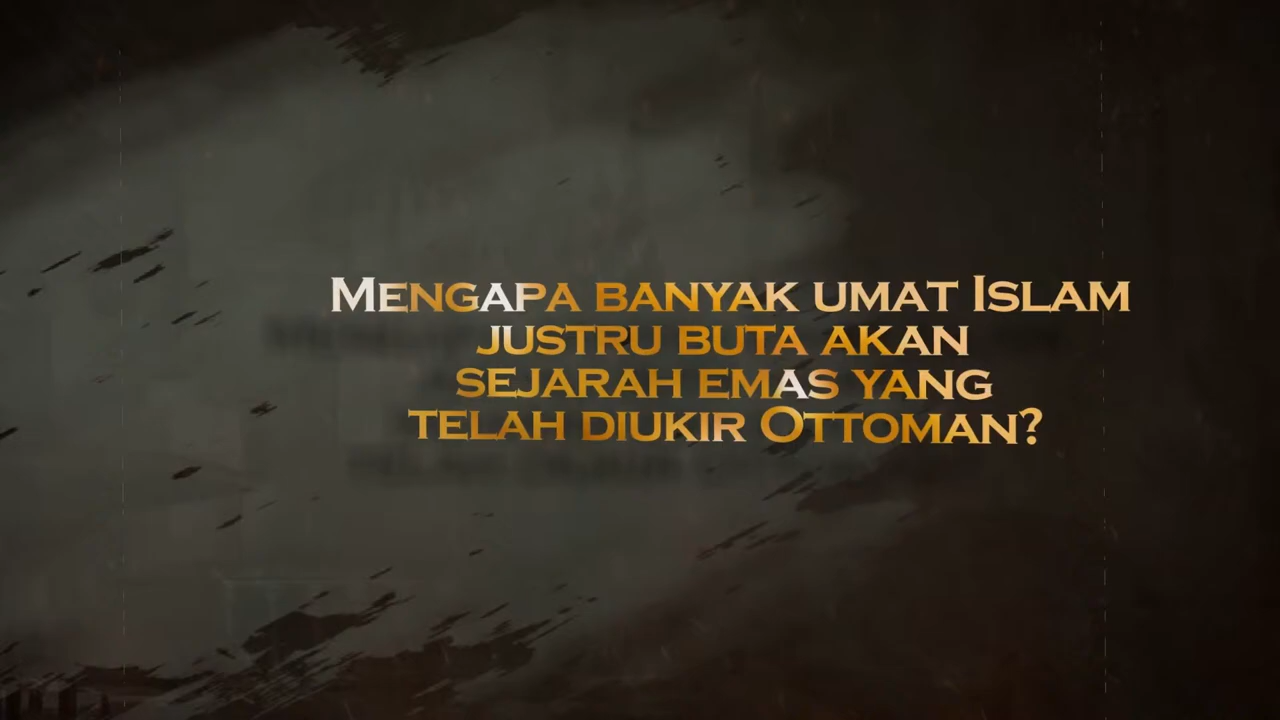 Mengapa banyak umat Islam
justru buta akan
sejarah emas yang
telah diukir Ottoman?